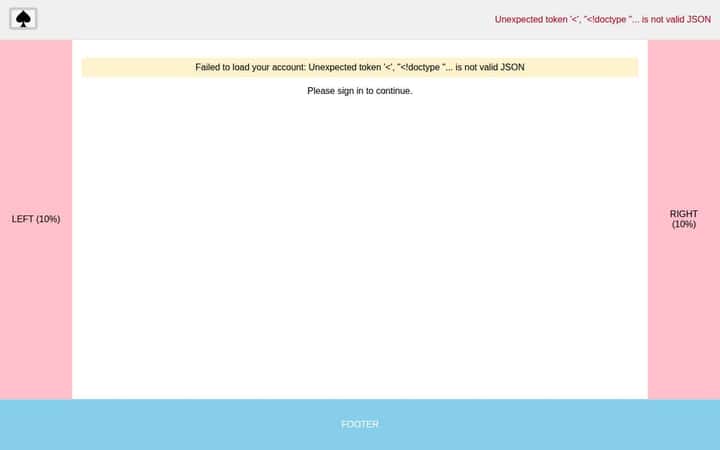 Unexpected token '<', "<!doctype "... is not valid JSON
Failed to load your account: Unexpected token '<', "<!doctype "... is not valid JSON
Please sign in to continue.
LEFT (10%)
RIGHT
(10%)
FOOTER